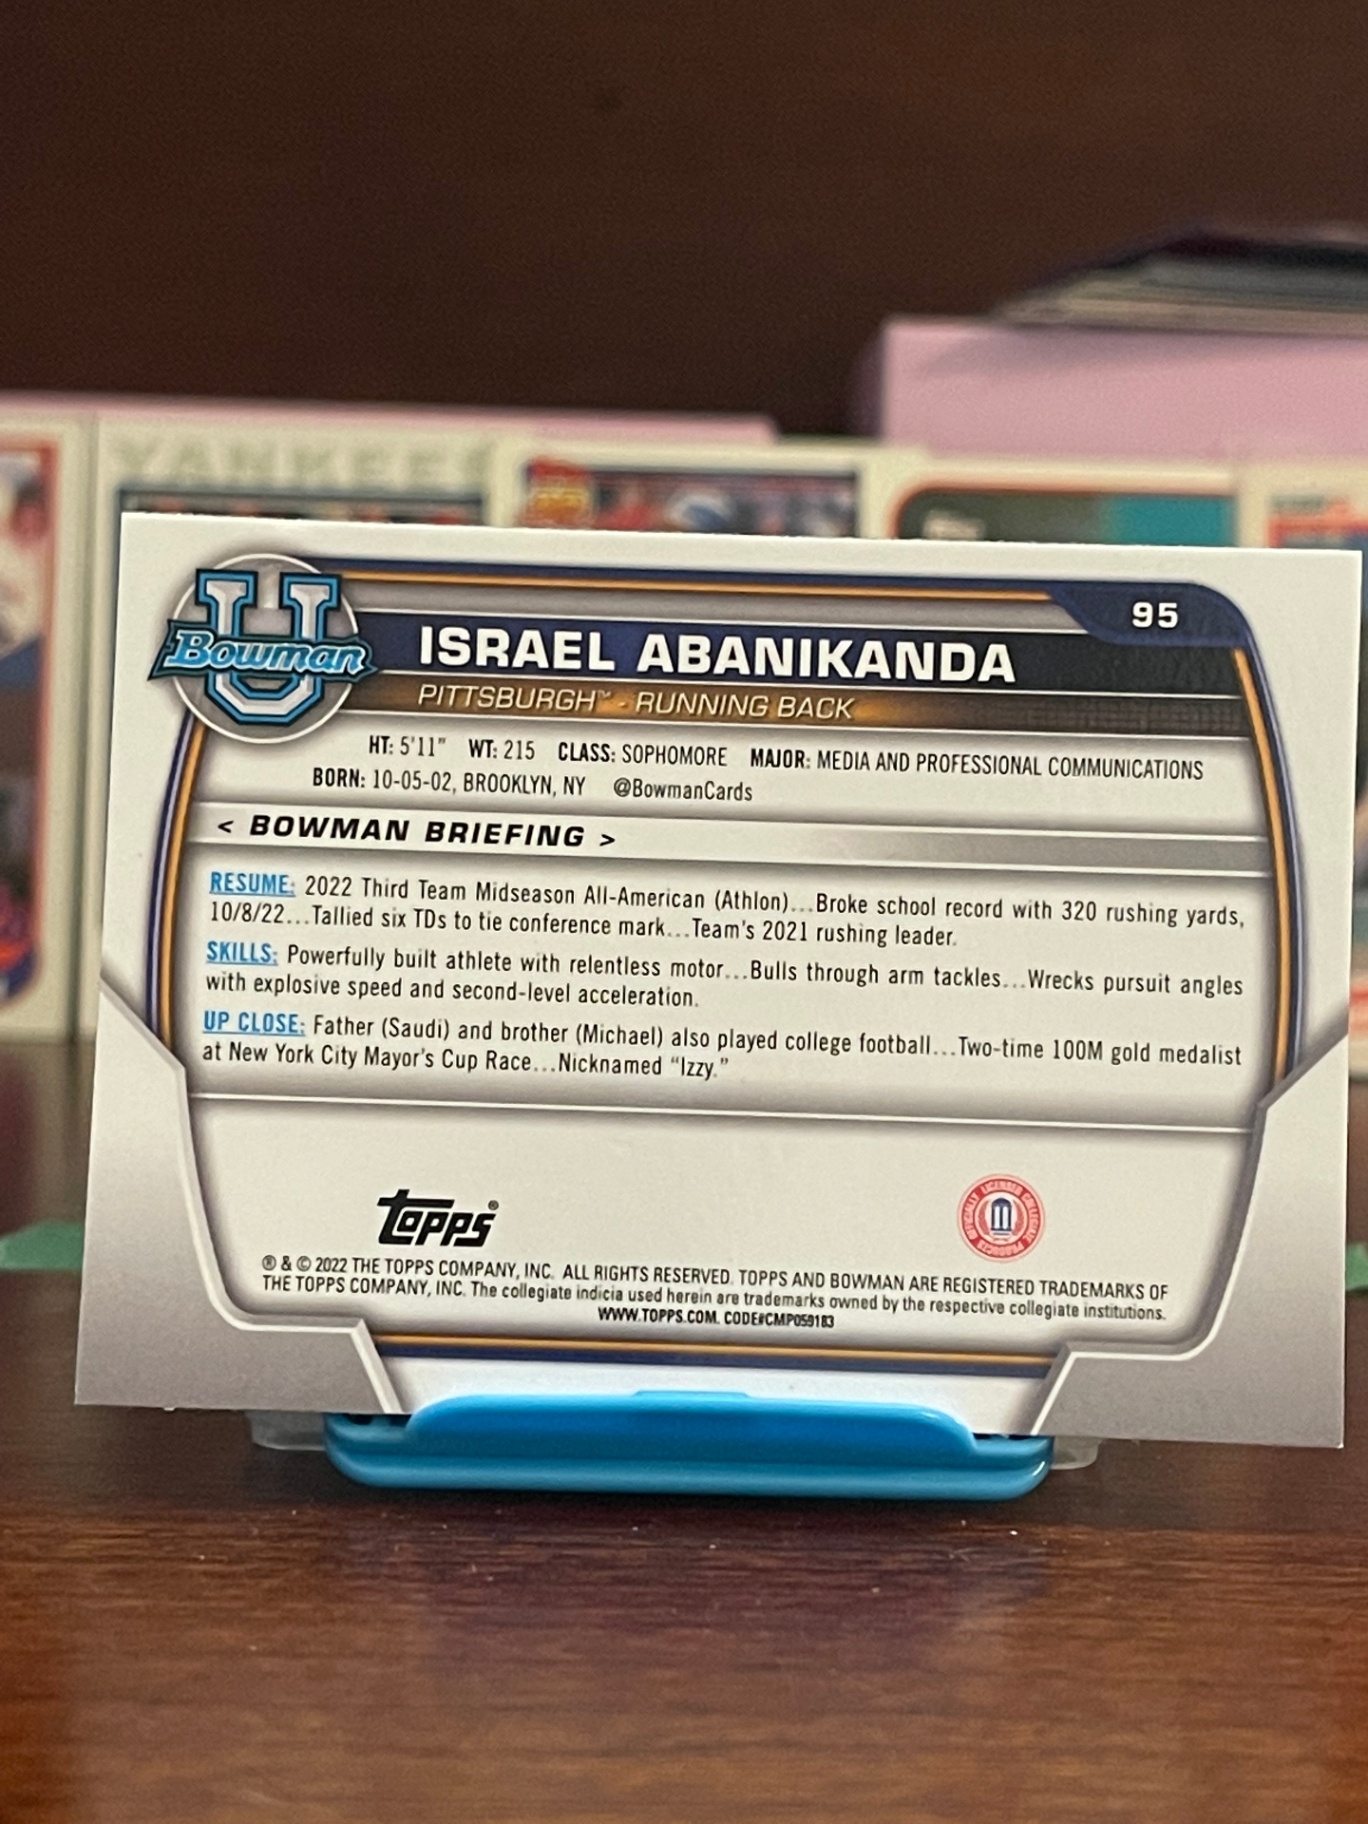 YANKEES
U
Bowman
95
ISRAEL ABANIKANDA
PITTSBURGH™ - RUNNING BACK
HT: 5'11" WT: 215 CLASS: SOPHOMORE MAJOR: MEDIA AND PROFESSIONAL COMMUNICATIONS
BORN: 10-05-02, BROOKLYN, NY @BowmanCards
< BOWMAN BRIEFING >
RESUME: 2022 Third Team Midseason All-American (Athlon)...Broke school record with 320 rushing yards,
10/8/22...Tallied six TDs to tie conference mark...Team's 2021 rushing leader.
SKILLS: Powerfully built athlete with relentless motor...Bulls through arm tackles...Wrecks pursuit angles
with explosive speed and second-level acceleration.
UP CLOSE: Father (Saudi) and brother (Michael) also played college football...Two-time 100M gold medalist
at New York City Mayor's Cup Race...Nicknamed "Izzy."
topps®
OFFICIALLY LICENSED COLLEGIATE PRODUCTS
® & © 2022 THE TOPPS COMPANY, INC. ALL RIGHTS RESERVED. TOPPS AND BOWMAN ARE REGISTERED TRADEMARKS OF
THE TOPPS COMPANY, INC. The collegiate indicia used herein are trademarks owned by the respective collegiate institutions.
WWW.TOPPS.COM. CODE#CMP059183